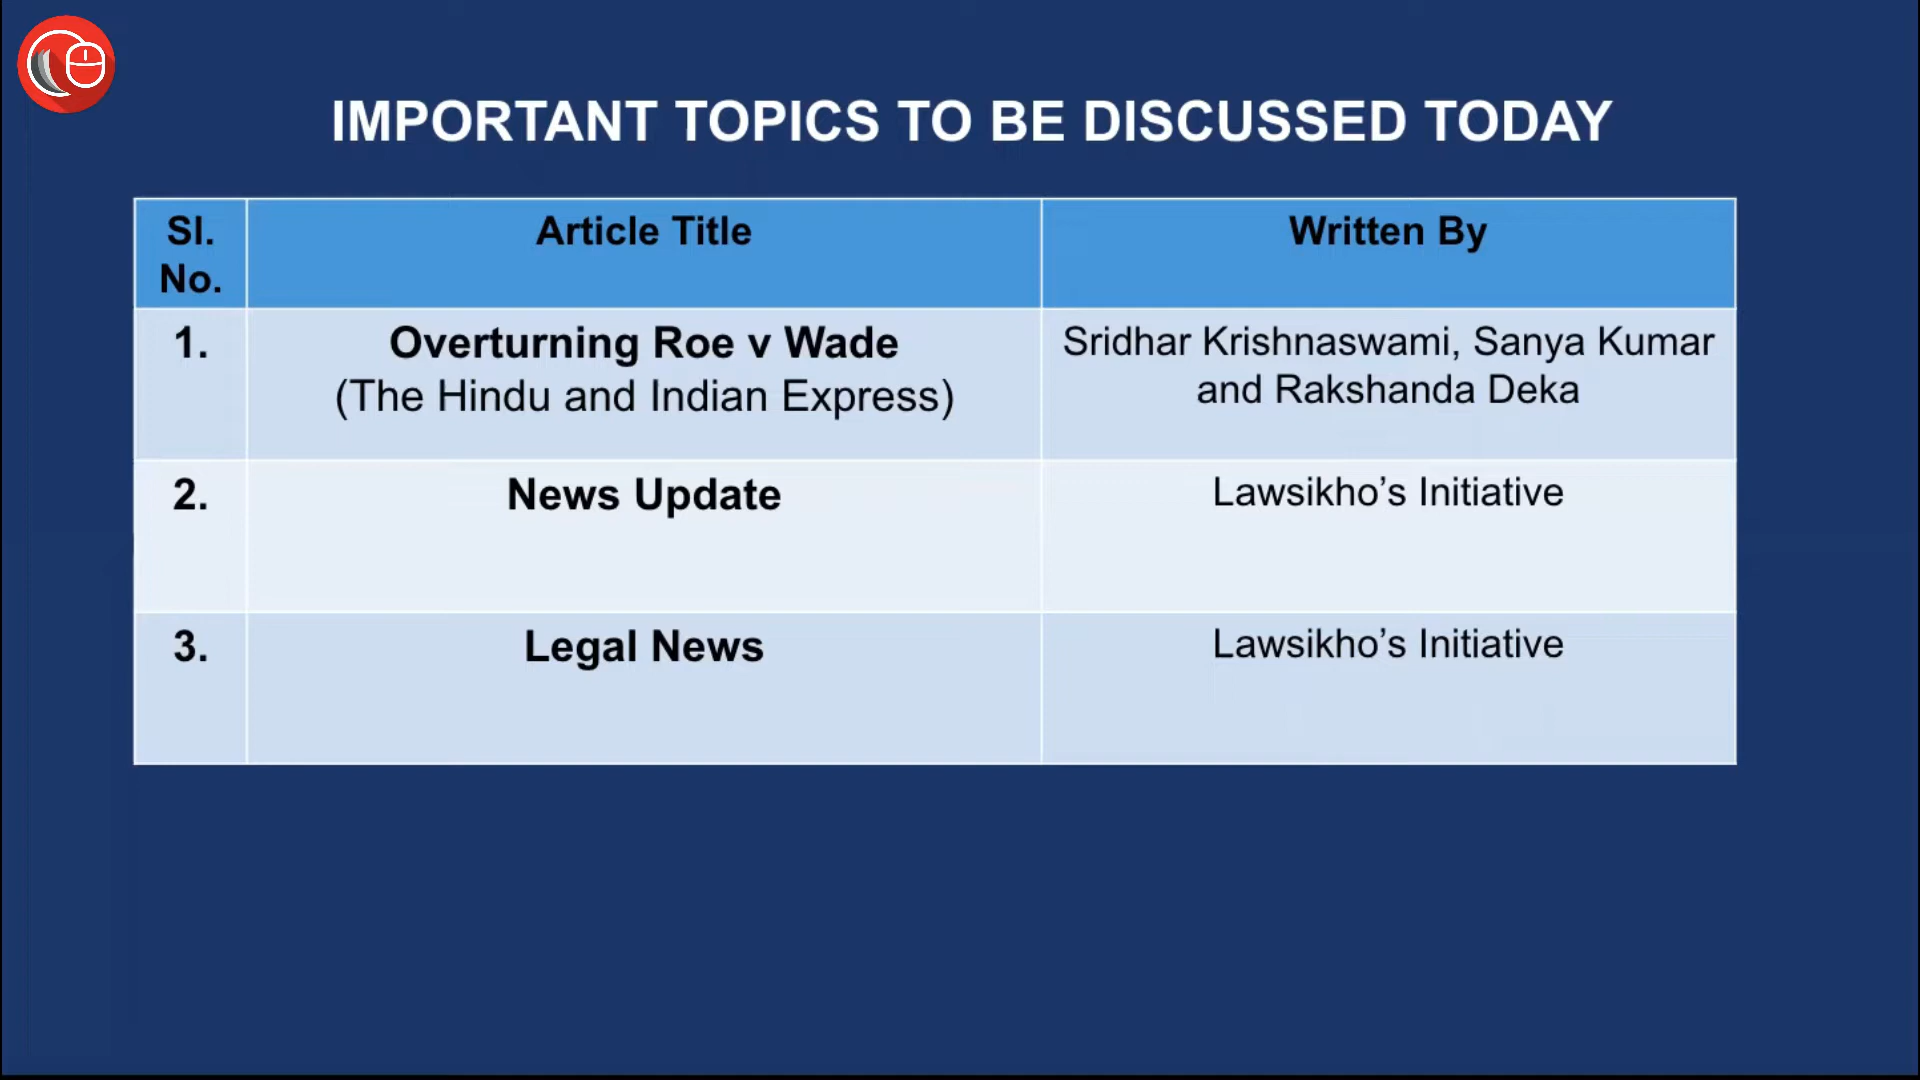 IMPORTANT TOPICS TO BE DISCUSSED TODAY
Sl. No.
Article Title
Written By
1.
Overturning Roe v Wade
(The Hindu and Indian Express)
Sridhar Krishnaswami, Sanya Kumar
and Rakshanda Deka
2.
News Update
Lawsikho’s Initiative
3.
Legal News
Lawsikho’s Initiative